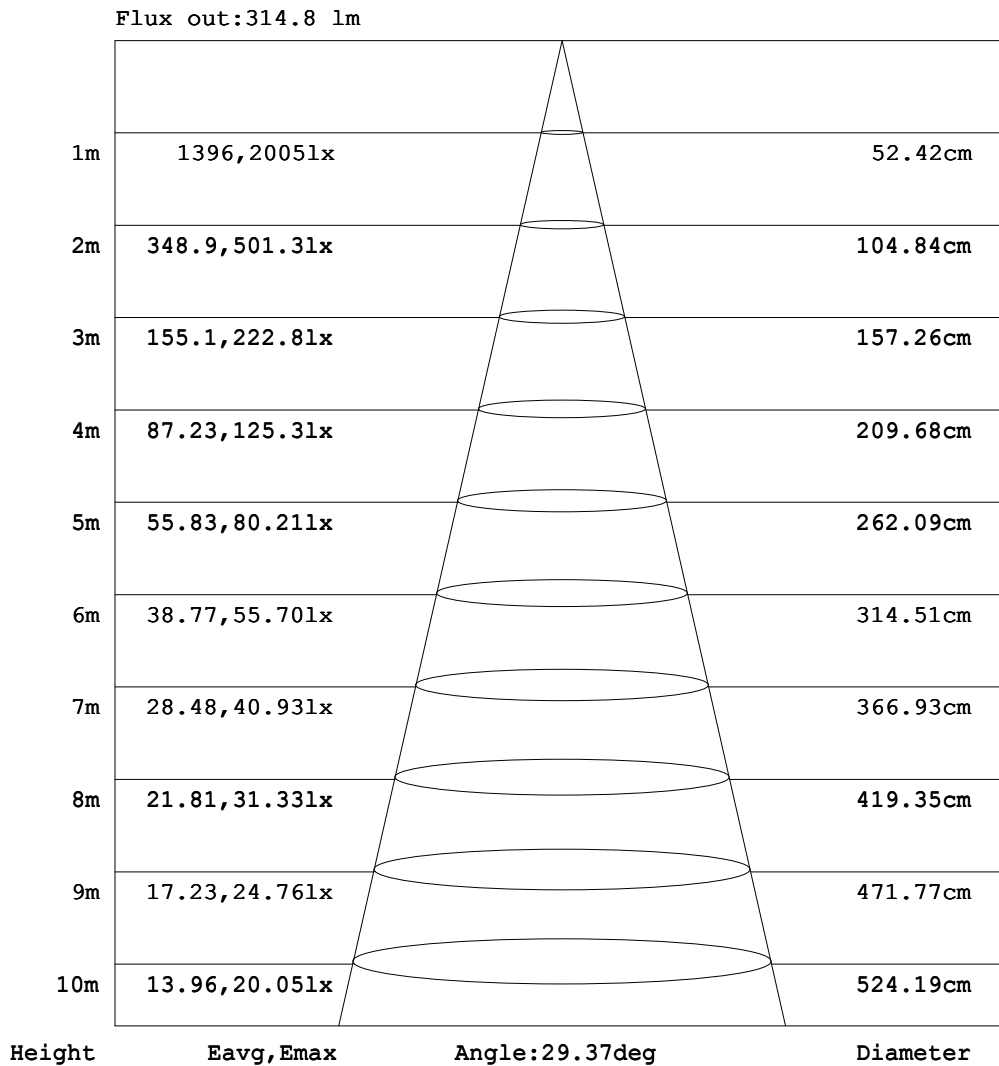 Flux out:314.8 lm
1m 1396,2005lx 52.42cm
2m 348.9,501.3lx 104.84cm
3m 155.1,222.8lx 157.26cm
4m 87.23,125.3lx 209.68cm
5m 55.83,80.21lx 262.09cm
6m 38.77,55.70lx 314.51cm
7m 28.48,40.93lx 366.93cm
8m 21.81,31.33lx 419.35cm
9m 17.23,24.76lx 471.77cm
10m 13.96,20.05lx 524.19cm
Height Eavg,Emax Angle:29.37deg Diameter